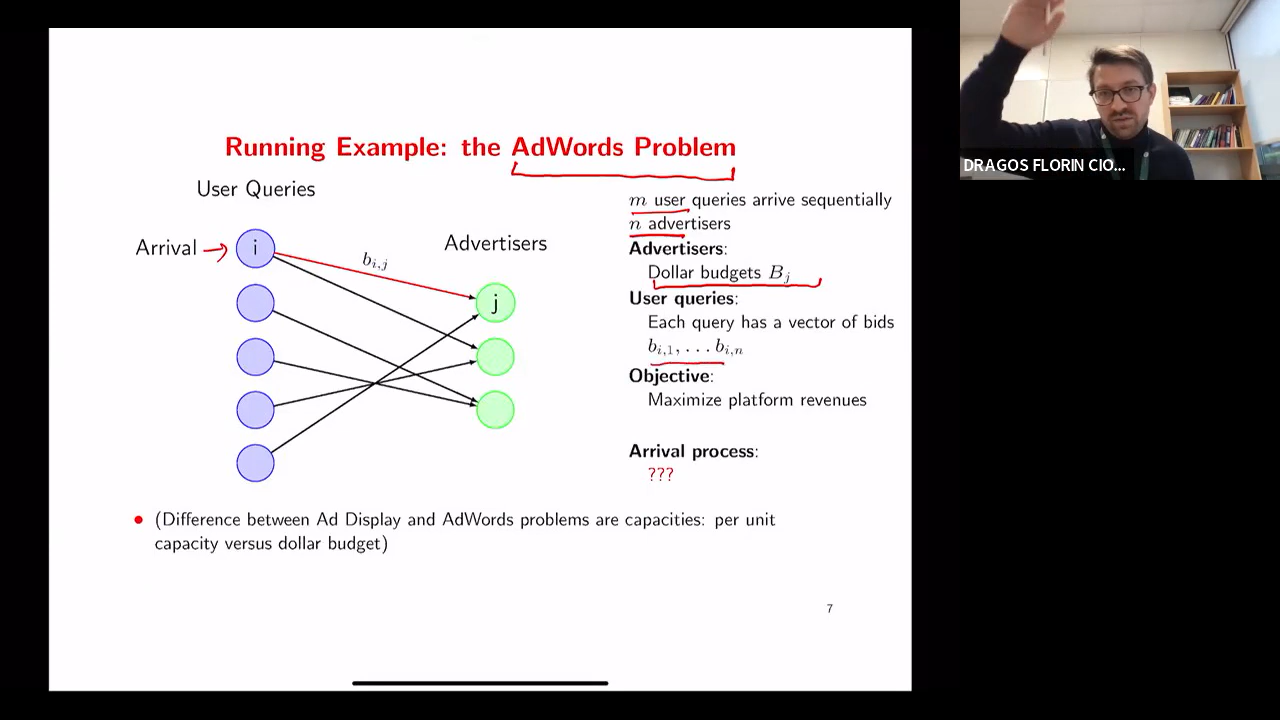 Running Example: the AdWords Problem
User Queries
Arrival
i
b_{i,j}
Advertisers
j
m user queries arrive sequentially
n advertisers
Advertisers:
Dollar budgets B_j
User queries:
Each query has a vector of bids
b_{i,1}, . . . b_{i,n}
Objective:
Maximize platform revenues
Arrival process:
???
• (Difference between Ad Display and AdWords problems are capacities: per unit
capacity versus dollar budget)
7
DRAGOS FLORIN CIO...